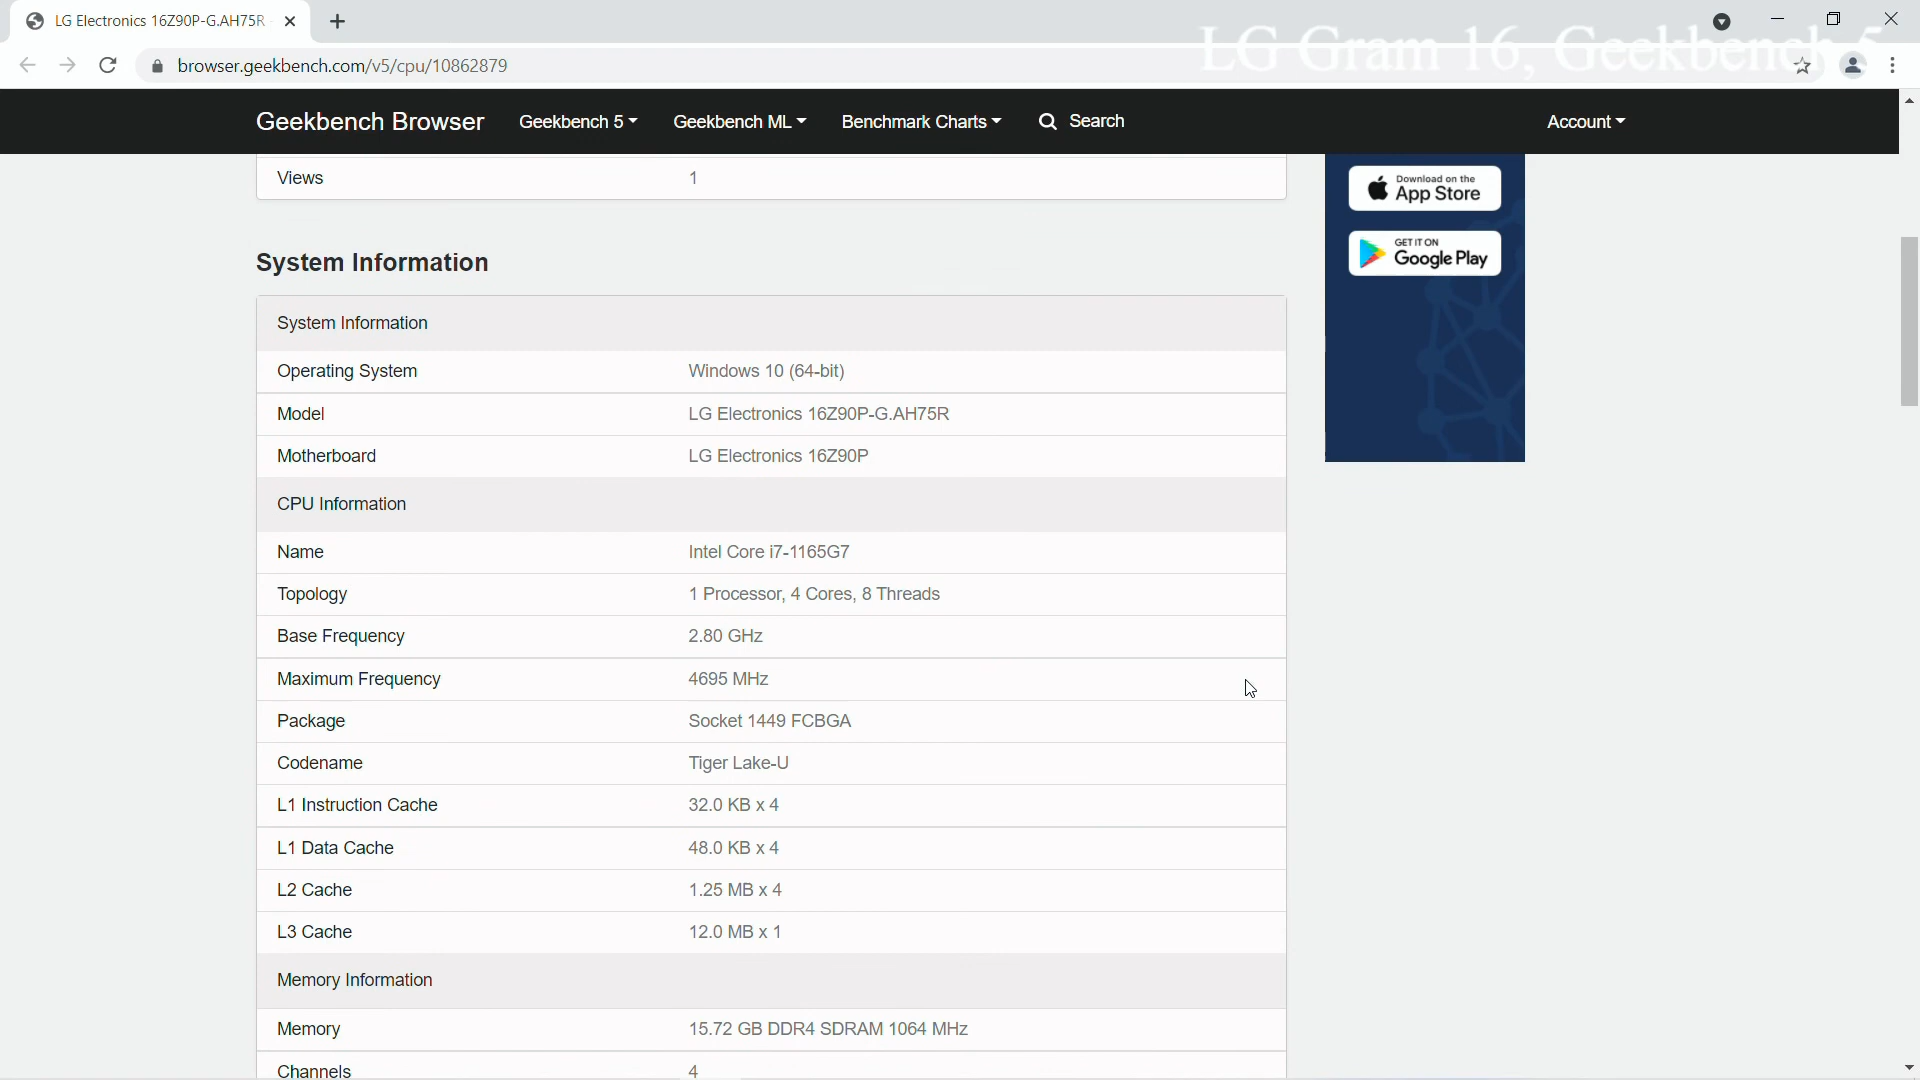 LG Electronics 16Z90P-G.AH75R
LG Gram 16, Geekbench 5
browser.geekbench.com/v5/cpu/10862879
Geekbench Browser Geekbench 5 Geekbench ML Benchmark Charts Search Account
Views 1
Download on the
App Store
GET IT ON
Google Play
System Information
System Information
Operating System Windows 10 (64-bit)
Model LG Electronics 16Z90P-G.AH75R
Motherboard LG Electronics 16Z90P
CPU Information
Name Intel Core i7-1165G7
Topology 1 Processor, 4 Cores, 8 Threads
Base Frequency 2.80 GHz
Maximum Frequency 4695 MHz
Package Socket 1449 FCBGA
Codename Tiger Lake-U
L1 Instruction Cache 32.0 KB x 4
L1 Data Cache 48.0 KB x 4
L2 Cache 1.25 MB x 4
L3 Cache 12.0 MB x 1
Memory Information
Memory 15.72 GB DDR4 SDRAM 1064 MHz
Channels 4